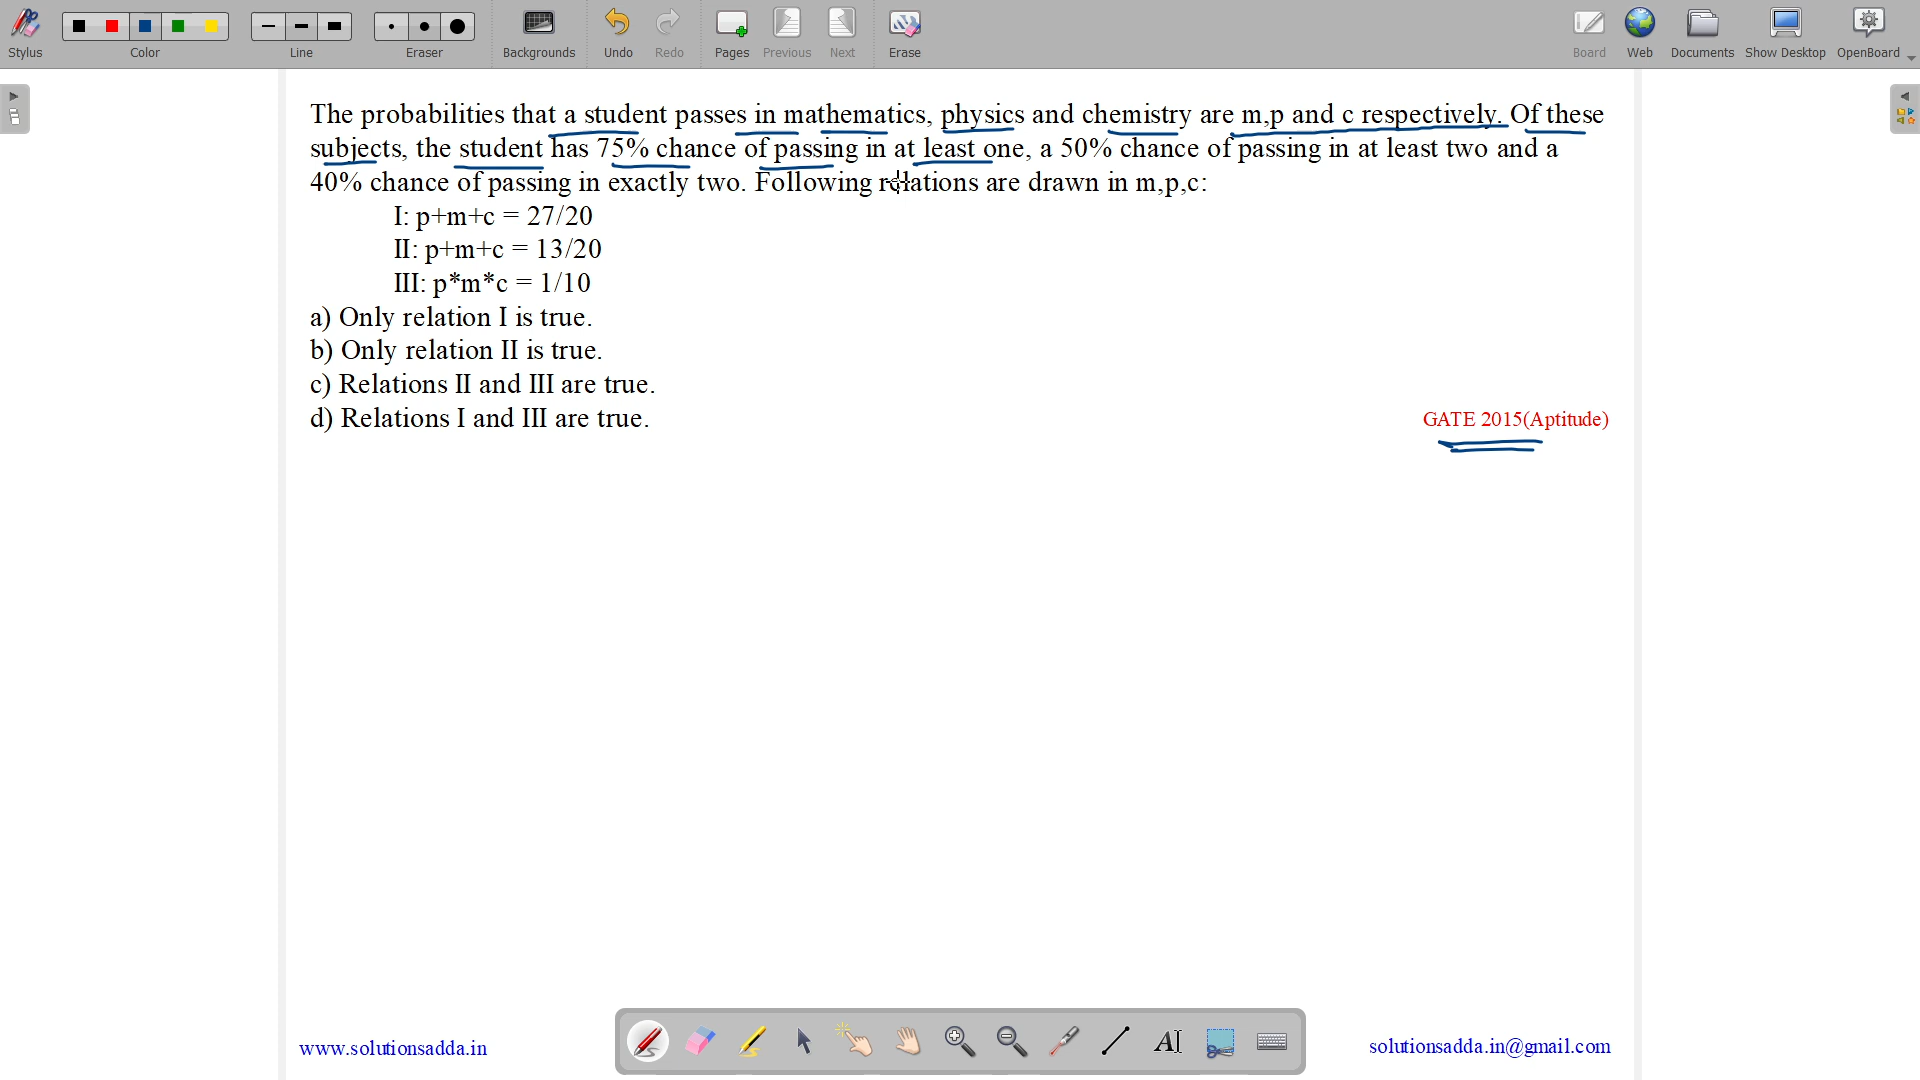 Stylus Color Line Eraser Backgrounds Undo Redo Pages Previous Next Erase Board Web Documents Show Desktop OpenBoard
The probabilities that a student passes in mathematics, physics and chemistry are m,p and c respectively. Of these
subjects, the student has 75% chance of passing in at least one, a 50% chance of passing in at least two and a
40% chance of passing in exactly two. Following relations are drawn in m,p,c:
I: p+m+c = 27/20
II: p+m+c = 13/20
III: p*m*c = 1/10
a) Only relation I is true.
b) Only relation II is true.
c) Relations II and III are true.
d) Relations I and III are true.
GATE 2015(Aptitude)
www.solutionsadda.in
solutionsadda.in@gmail.com